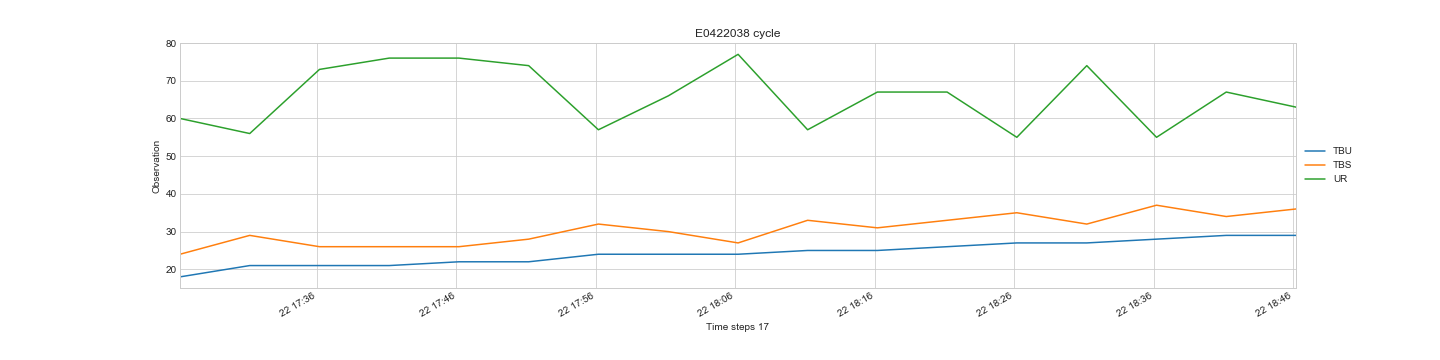 E0422038 cycle
80
70
60
50
40
30
20
Observation
22 17:36
22 17:46
22 17:56
22 18:06
22 18:16
22 18:26
22 18:36
22 18:46
Time steps 17
TBU
TBS
UR